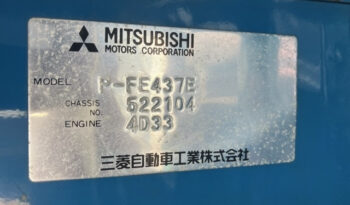 MITSUBISHI
MOTORS CORPORATION
MODEL P-FE437E
CHASSIS NO. 522104
ENGINE 4D33
三菱自動車工業株式会社